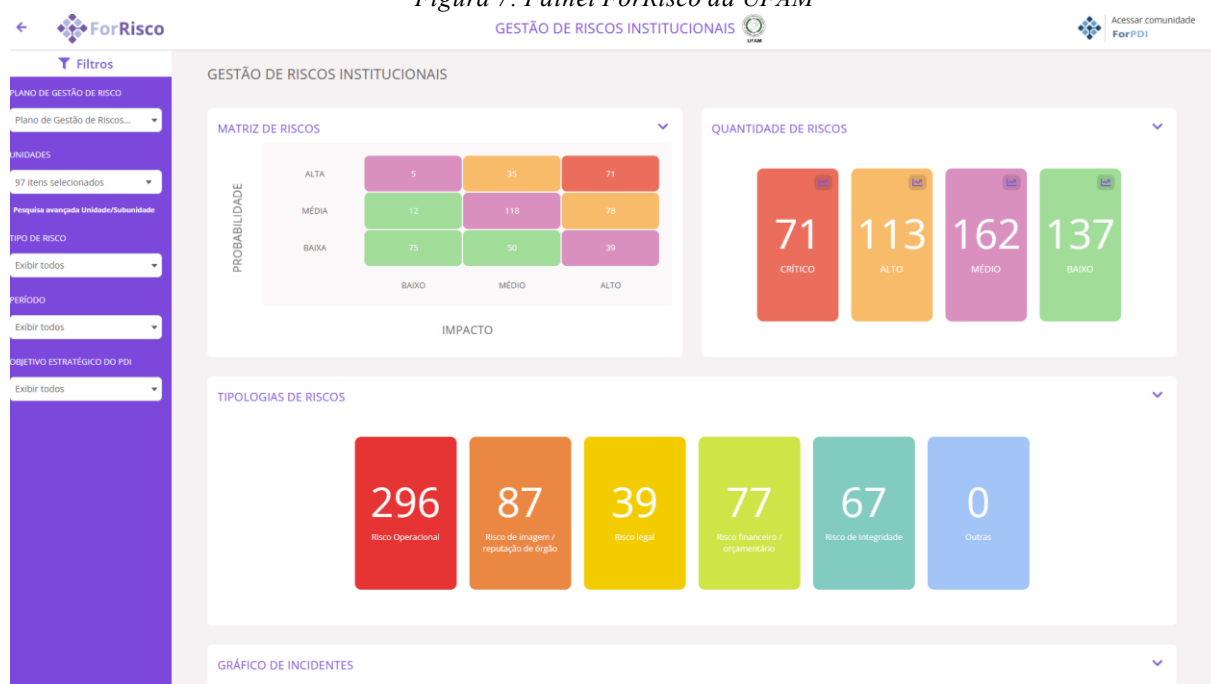 Figura 7: Painel ForRisco da UFAM
ForRisco
GESTÃO DE RISCOS INSTITUCIONAIS
UFAM
Acessar comunidade
ForPDI
Filtros
PLANO DE GESTÃO DE RISCO
Plano de Gestão de Riscos...
UNIDADES
97 itens selecionados
Pesquisa avançada Unidade/Subunidade
TIPO DE RISCO
Exibir todos
PERÍODO
Exibir todos
OBJETIVO ESTRATÉGICO DO PDI
Exibir todos
GESTÃO DE RISCOS INSTITUCIONAIS
MATRIZ DE RISCOS
PROBABILIDADE
ALTA 5 35 71
MÉDIA 12 118 78
BAIXA 75 50 39
BAIXO MÉDIO ALTO
IMPACTO
QUANTIDADE DE RISCOS
71 113 162 137
CRÍTICO ALTO MÉDIO BAIXO
TIPOLOGIAS DE RISCOS
296
Risco Operacional
87
Risco de imagem /
reputação de órgão
39
Risco legal
77
Risco financeiro /
orçamentário
67
Risco de Integridade
0
Outras
GRÁFICO DE INCIDENTES